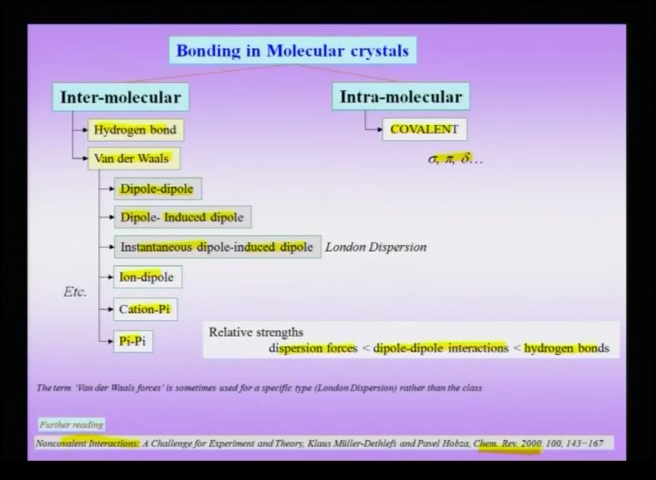 Bonding in Molecular crystals
Inter-molecular
Intra-molecular
Hydrogen bond
COVALENT
Van der Waals
σ, π, δ...
Dipole-dipole
Dipole- Induced dipole
Instantaneous dipole-induced dipole London Dispersion
Ion-dipole
Etc.
Cation-Pi
Pi-Pi
Relative strengths
dispersion forces < dipole-dipole interactions < hydrogen bonds
The term 'Van der Waals forces' is sometimes used for a specific type (London Dispersion) rather than the class
Further reading
Noncovalent Interactions: A Challenge for Experiment and Theory, Klaus Müller-Dethlefs and Pavel Hobza, Chem. Rev. 2000, 100, 143−167